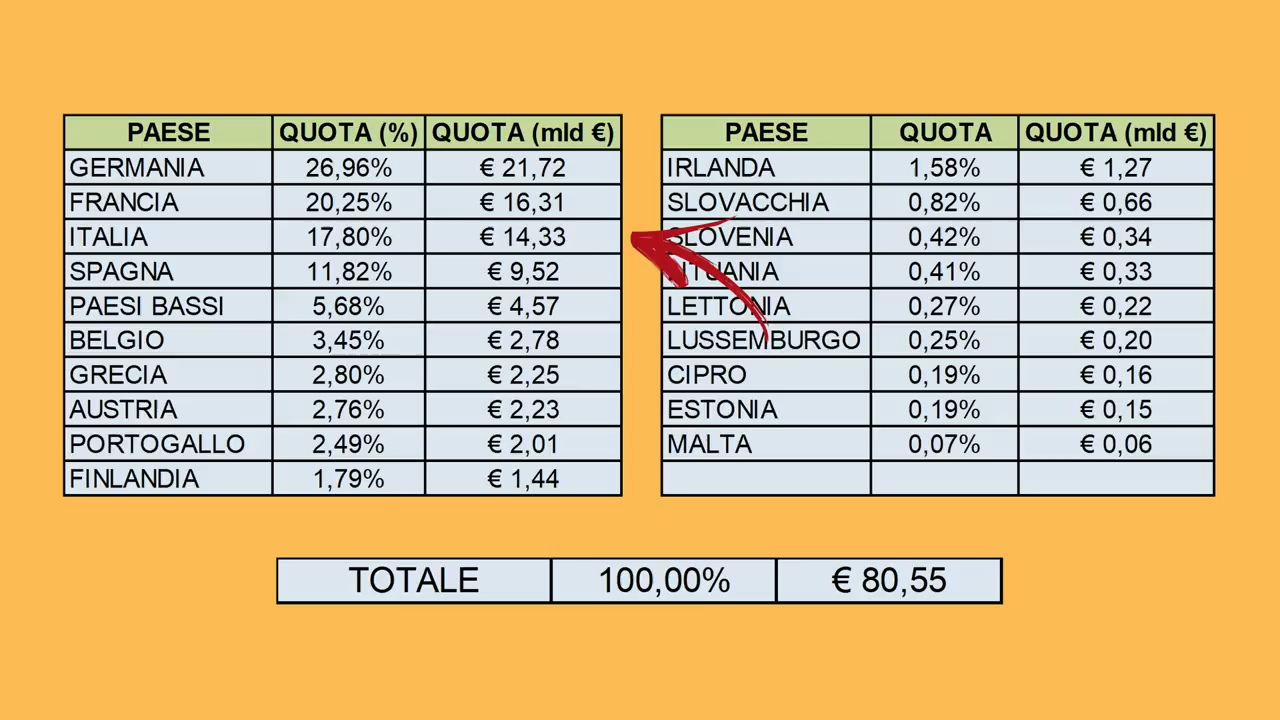 PAESE QUOTA (%) QUOTA (mld €)
GERMANIA 26,96% € 21,72
FRANCIA 20,25% € 16,31
ITALIA 17,80% € 14,33
SPAGNA 11,82% € 9,52
PAESI BASSI 5,68% € 4,57
BELGIO 3,45% € 2,78
GRECIA 2,80% € 2,25
AUSTRIA 2,76% € 2,23
PORTOGALLO 2,49% € 2,01
FINLANDIA 1,79% € 1,44
PAESE QUOTA QUOTA (mld €)
IRLANDA 1,58% € 1,27
SLOVACCHIA 0,82% € 0,66
SLOVENIA 0,42% € 0,34
LITUANIA 0,41% € 0,33
LETTONIA 0,27% € 0,22
LUSSEMBURGO 0,25% € 0,20
CIPRO 0,19% € 0,16
ESTONIA 0,19% € 0,15
MALTA 0,07% € 0,06
TOTALE 100,00% € 80,55